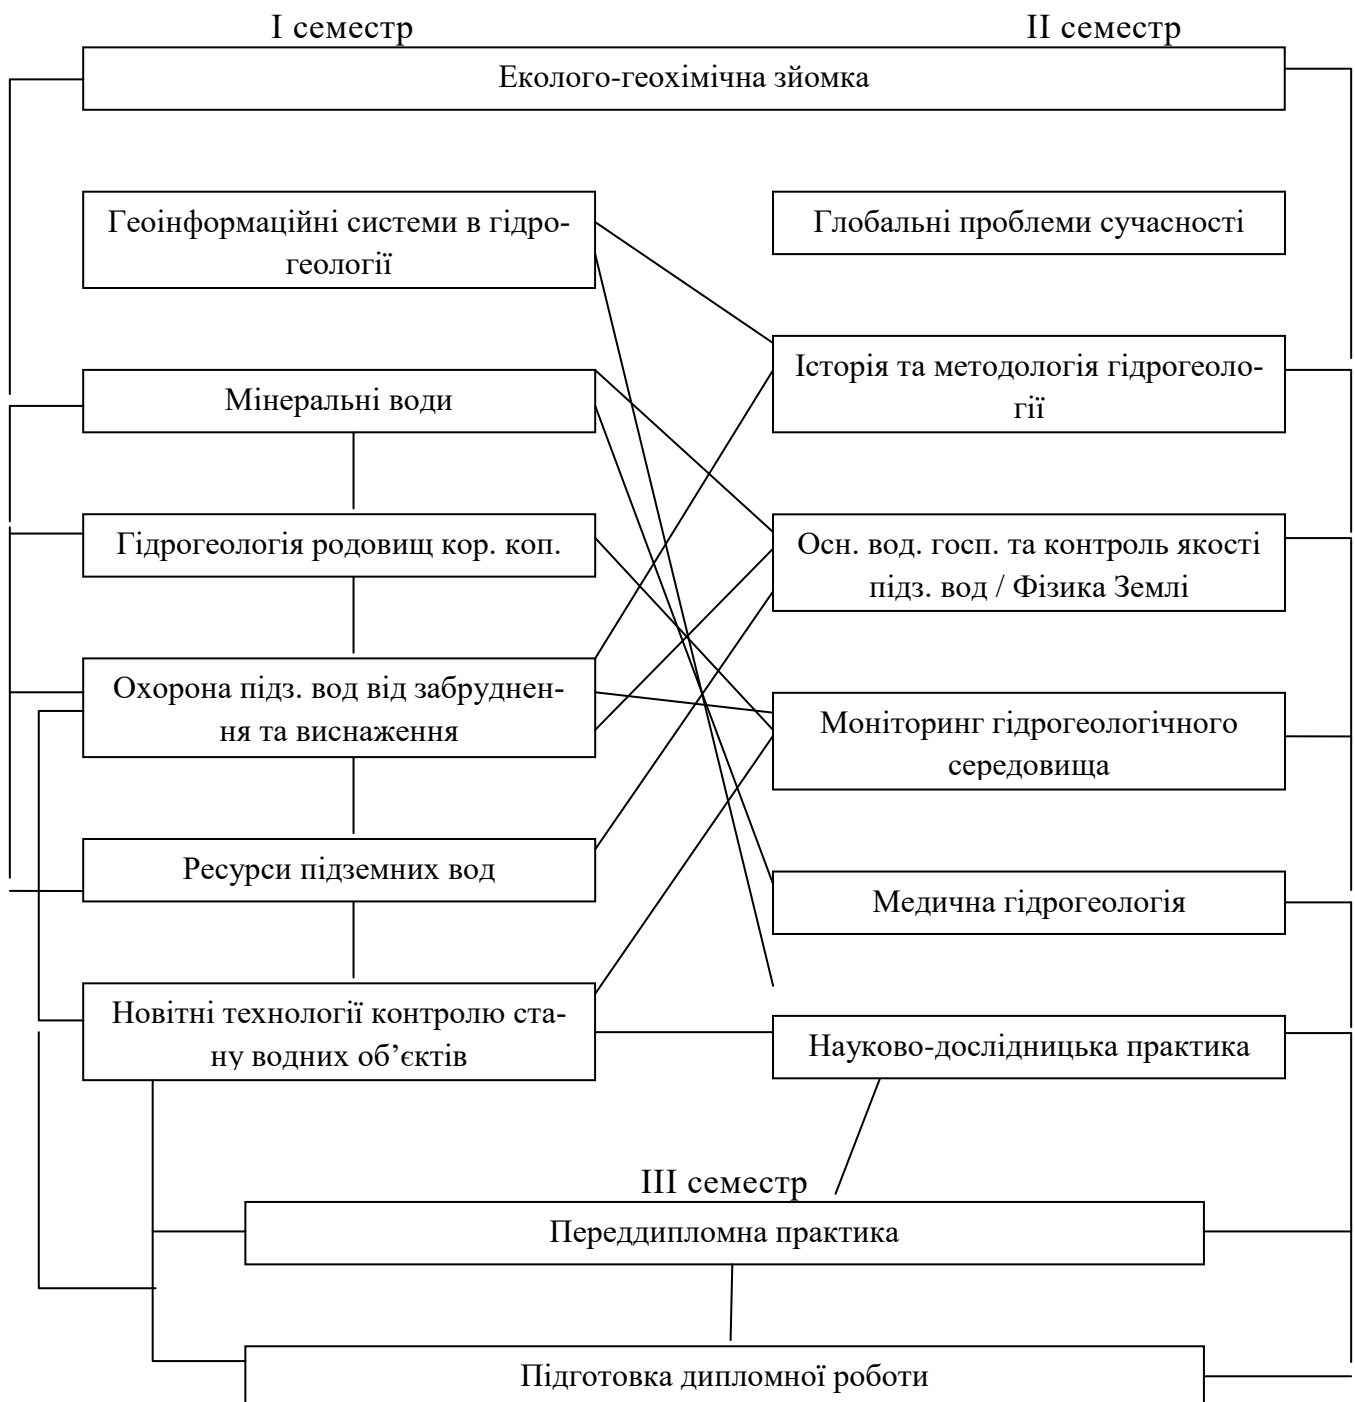 І семестр
ІІ семестр
Еколого-геохімічна зйомка
Геоінформаційні системи в гідро-
геології
Глобальні проблеми сучасності
Історія та методологія гідрогеоло-
гії
Мінеральні води
Гідрогеологія родовищ кор. коп.
Осн. вод. госп. та контроль якості
підз. вод / Фізика Землі
Охорона підз. вод від забруднен-
ня та виснаження
Моніторинг гідрогеологічного
середовища
Ресурси підземних вод
Медична гідрогеологія
Новітні технології контролю ста-
ну водних об’єктів
Науково-дослідницька практика
ІІІ семестр
Переддипломна практика
Підготовка дипломної роботи